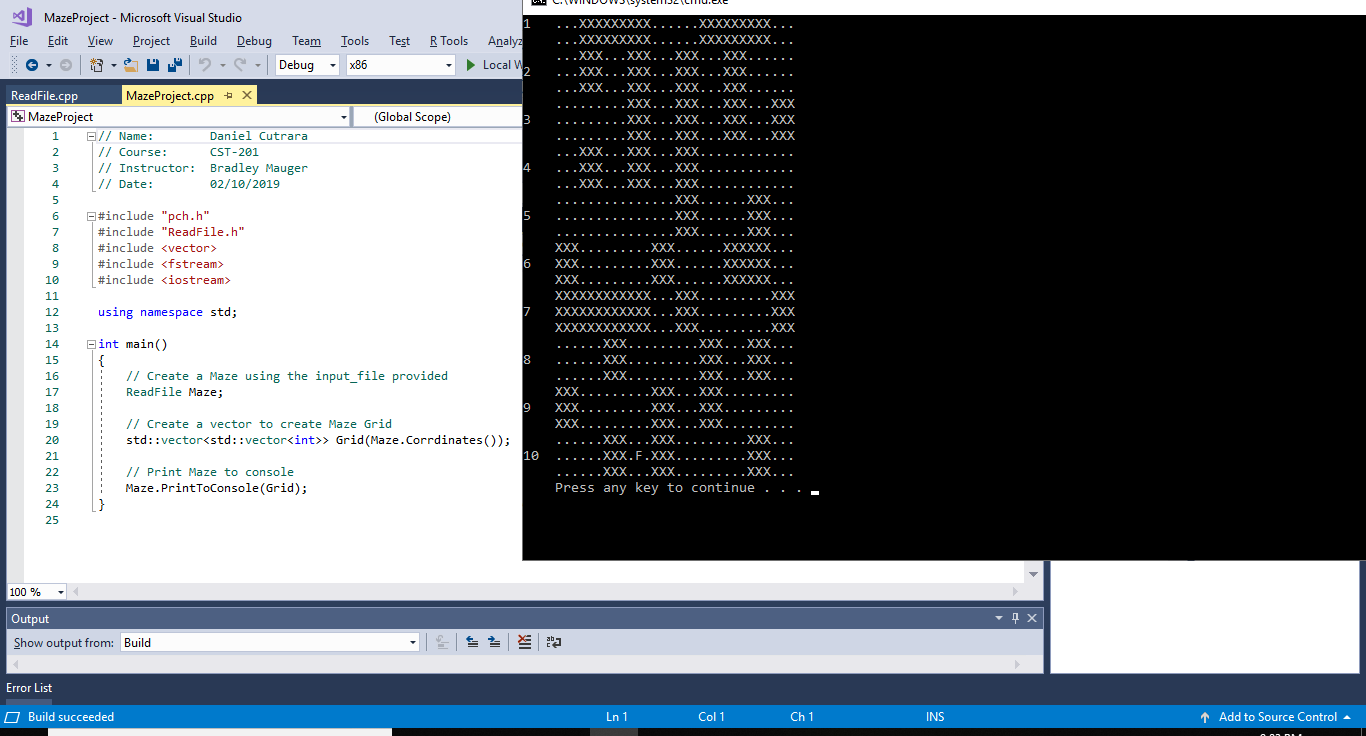 MazeProject - Microsoft Visual Studio
File Edit View Project Build Debug Team Tools Test R Tools Analyz
Debug x86 Local W
ReadFile.cpp MazeProject.cpp
MazeProject (Global Scope)
1 // Name: Daniel Cutrara
2 // Course: CST-201
3 // Instructor: Bradley Mauger
4 // Date: 02/10/2019
5
6 #include "pch.h"
7 #include "ReadFile.h"
8 #include <vector>
9 #include <fstream>
10 #include <iostream>
11
12 using namespace std;
13
14 int main()
15 {
16 // Create a Maze using the input_file provided
17 ReadFile Maze;
18
19 // Create a vector to create Maze Grid
20 std::vector<std::vector<int>> Grid(Maze.Corrdinates());
21
22 // Print Maze to console
23 Maze.PrintToConsole(Grid);
24 }
25
100 %
C:\WINDOWS\system32\cmd.exe
1 ...XXXXXXXXX......XXXXXXXXX...
...XXXXXXXXX......XXXXXXXXX...
...XXX...XXX...XXX...XXX......
2 ...XXX...XXX...XXX...XXX......
...XXX...XXX...XXX...XXX......
.........XXX...XXX...XXX...XXX
3 .........XXX...XXX...XXX...XXX
.........XXX...XXX...XXX...XXX
...XXX...XXX...XXX............
4 ...XXX...XXX...XXX............
...XXX...XXX...XXX............
...............XXX......XXX...
5 ...............XXX......XXX...
...............XXX......XXX...
XXX.........XXX......XXXXXX...
6 XXX.........XXX......XXXXXX...
XXX.........XXX......XXXXXX...
XXXXXXXXXXXX...XXX.........XXX
7 XXXXXXXXXXXX...XXX.........XXX
XXXXXXXXXXXX...XXX.........XXX
......XXX.........XXX...XXX...
8 ......XXX.........XXX...XXX...
......XXX.........XXX...XXX...
XXX.........XXX...XXX.........
9 XXX.........XXX...XXX.........
XXX.........XXX...XXX.........
......XXX...XXX.........XXX...
10 ......XXX.F.XXX.........XXX...
......XXX...XXX.........XXX...
Press any key to continue . . .
Output
Show output from: Build
Error List
Build succeeded Ln 1 Col 1 Ch 1 INS Add to Source Control